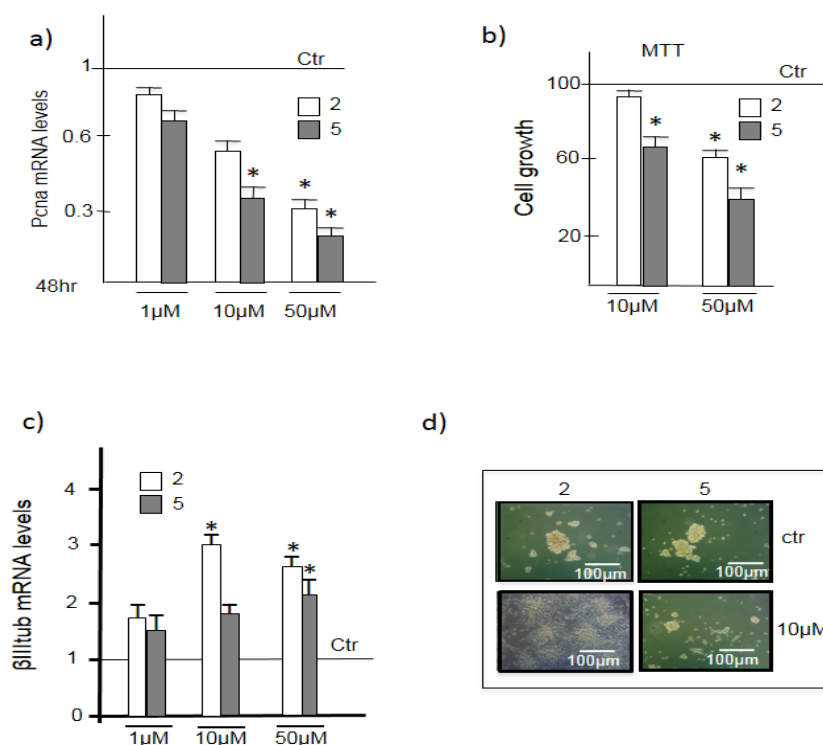 a)
Ctr
1
0.6
0.3
Pcna mRNA levels
2
5
*
*
*
48hr
1µM
10µM
50µM
b)
MTT
Ctr
100
60
20
Cell growth
2
5
*
*
*
10µM
50µM
c)
4
3
2
1
0
βIIItub mRNA levels
2
5
*
*
*
Ctr
1µM
10µM
50µM
d)
2
5
100µm
100µm
ctr
100µm
100µm
10µM